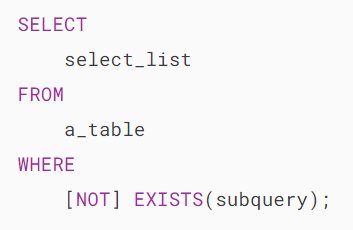 SELECT
    select_list
FROM
    a_table
WHERE
    [NOT] EXISTS(subquery);